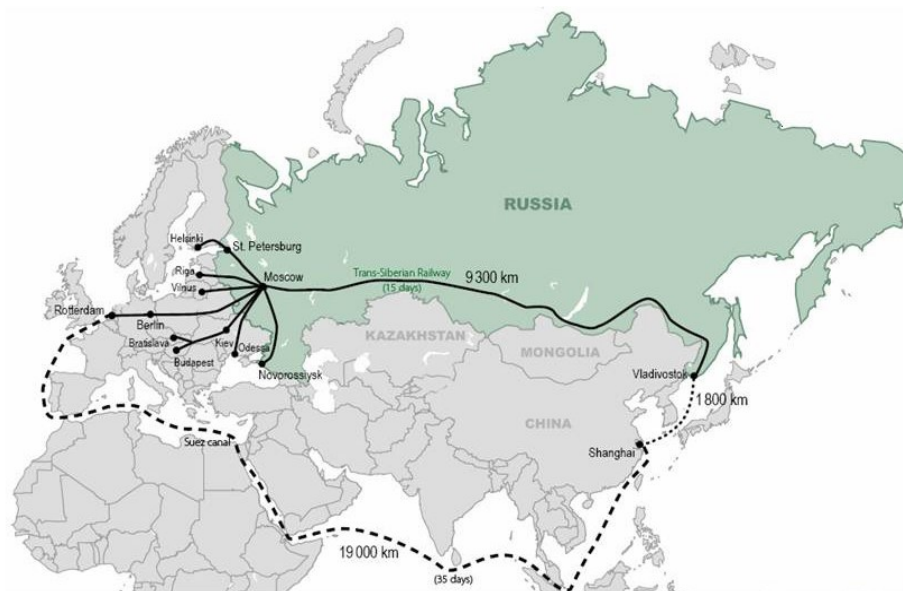 RUSSIA
Helsinki
St. Petersburg
Trans-Siberian Railway
(15 days)
9 300 km
Riga
Moscow
Vilnus
Rotterdam
Berlin
Bratislava
Kiev
Odessa
Budapest
Novorossiysk
KAZAKHSTAN
MONGOLIA
Vladivostok
1 800 km
CHINA
Suez canal
Shanghai
19 000 km
(35 days)